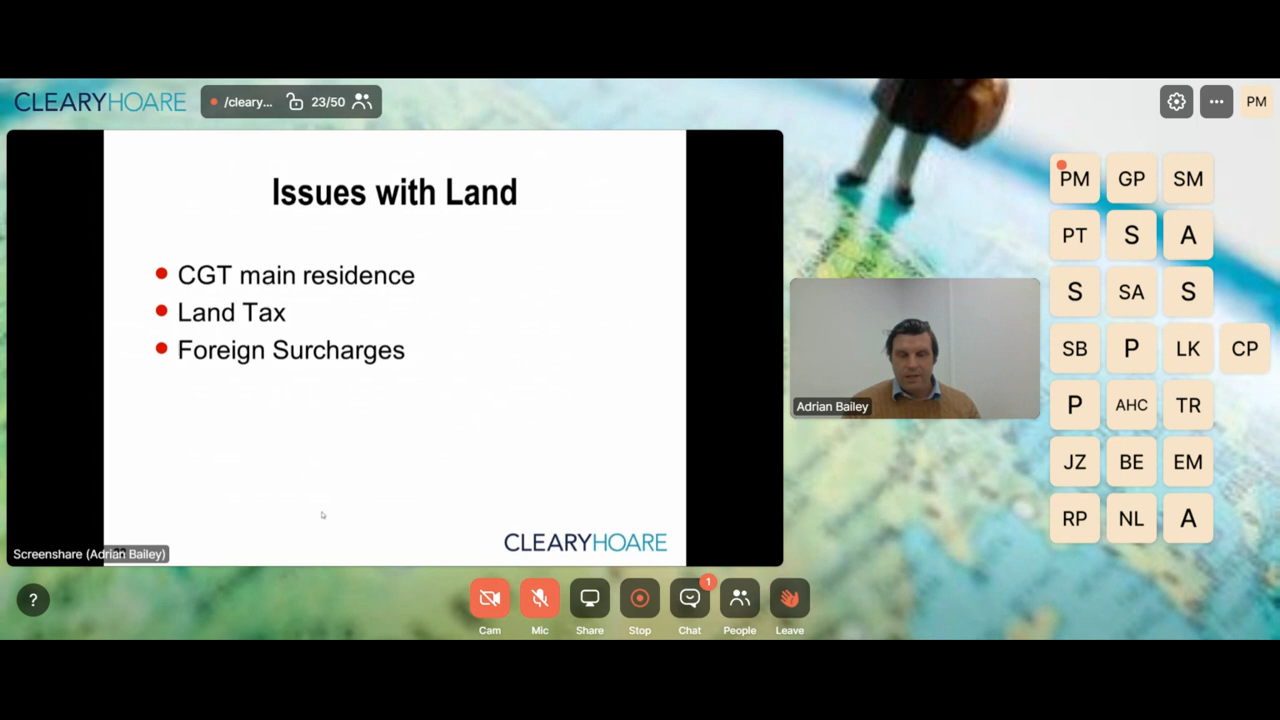 CLEARYHOARE
/cleary... 23/50
PM
Issues with Land
CGT main residence
Land Tax
Foreign Surcharges
CLEARYHOARE
Screenshare (Adrian Bailey)
Adrian Bailey
PM GP SM
PT S A
S SA S
SB P LK CP
P AHC TR
JZ BE EM
RP NL A
?
1
Cam Mic Share Stop Chat People Leave